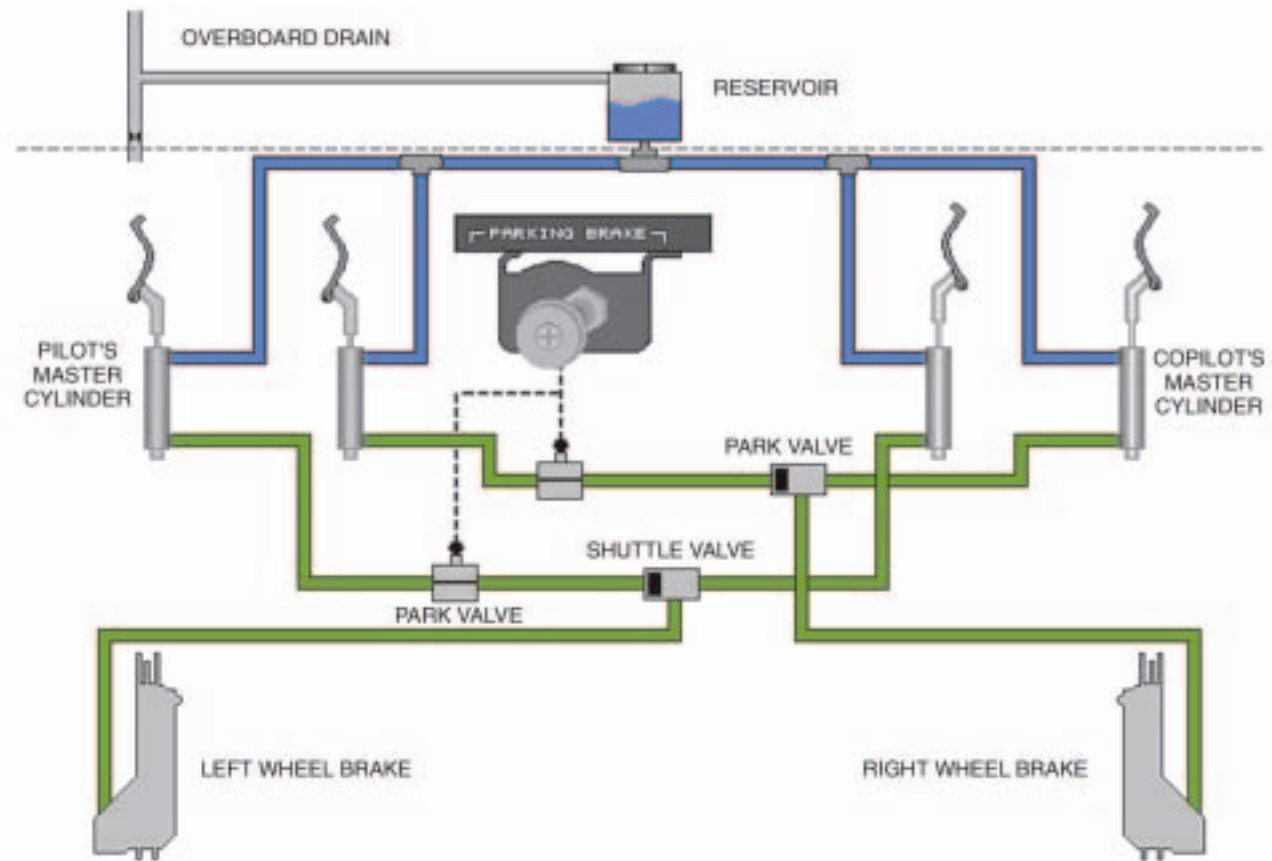 OVERBOARD DRAIN
RESERVOIR
PARKING BRAKE
PILOT'S
MASTER
CYLINDER
COPILOT'S
MASTER
CYLINDER
PARK VALVE
SHUTTLE VALVE
PARK VALVE
LEFT WHEEL BRAKE
RIGHT WHEEL BRAKE